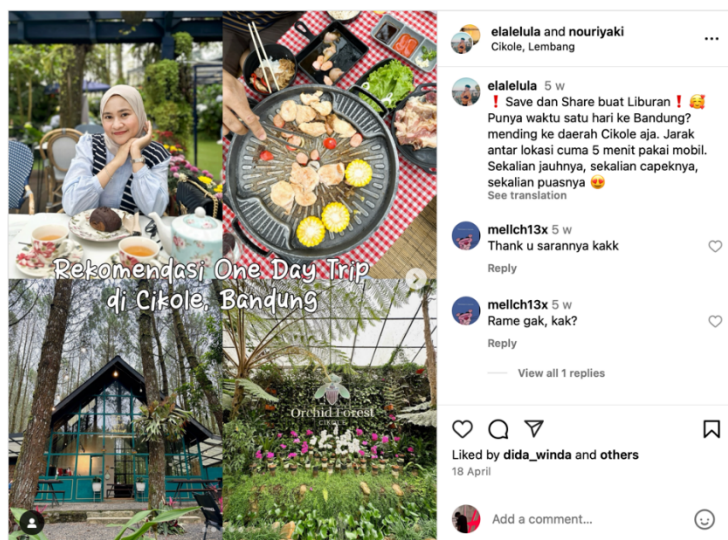 elalelula and nouriyaki
Cikole, Lembang
Rekomendasi One Day Trip
di Cikole, Bandung
Orchid Forest
CIKOLE
elalelula 5 w
❗ Save dan Share buat Liburan❗ 🥰
Punya waktu satu hari ke Bandung?
mending ke daerah Cikole aja. Jarak
antar lokasi cuma 5 menit pakai mobil.
Sekalian jauhnya, sekalian capeknya,
sekalian puasnya 😍
See translation
mellch13x 5 w
Thank u sarannya kakk
Reply
mellch13x 5 w
Rame gak, kak?
Reply
View all 1 replies
Liked by dida_winda and others
18 April
Add a comment...